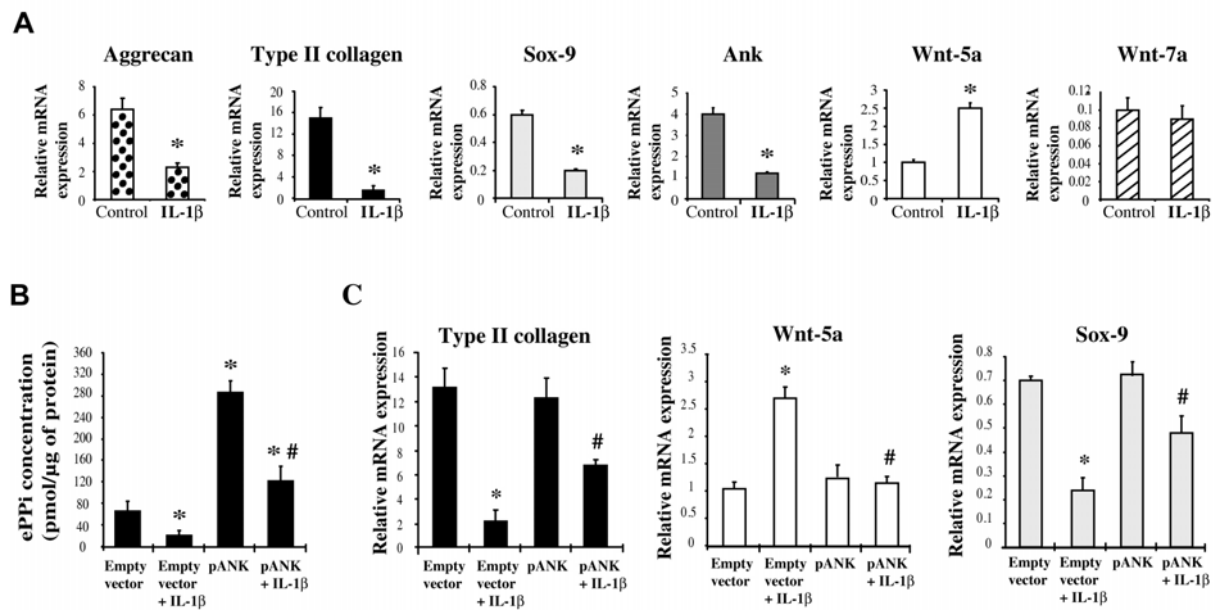 A
Aggrecan
Relative mRNA
expression
8
6
4
2
0
*
Control IL-1β
Type II collagen
Relative mRNA
expression
20
16
12
8
4
0
*
Control IL-1β
Sox-9
Relative mRNA
expression
0.8
0.6
0.4
0.2
0
*
Control IL-1β
Ank
Relative mRNA
expression
5
4
3
2
1
0
*
Control IL-1β
Wnt-5a
Relative mRNA
expression
3
2.5
2
1.5
1
0.5
0
*
Control IL-1β
Wnt-7a
Relative mRNA
expression
0.12
0.1
0.08
0.06
0.04
0.02
0
Control IL-1β
B
ePPi concentration
(pmol/µg of protein)
360
320
280
240
200
160
120
80
40
0
*
*
* #
Empty
vector
Empty
vector
+ IL-1β
pANK
pANK
+ IL-1β
C
Type II collagen
Relative mRNA expression
16
14
12
10
8
6
4
2
0
*
#
Empty
vector
Empty
vector
+ IL-1β
pANK
pANK
+ IL-1β
Wnt-5a
Relative mRNA expression
3.5
3
2.5
2
1.5
1
0.5
0
*
#
Empty
vector
Empty
vector
+ IL-1β
pANK
pANK
+ IL-1β
Sox-9
Relative mRNA expression
0.8
0.7
0.6
0.5
0.4
0.3
0.2
0.1
0
*
#
Empty
vector
Empty
vector
+ IL-1β
pANK
pANK
+ IL-1β